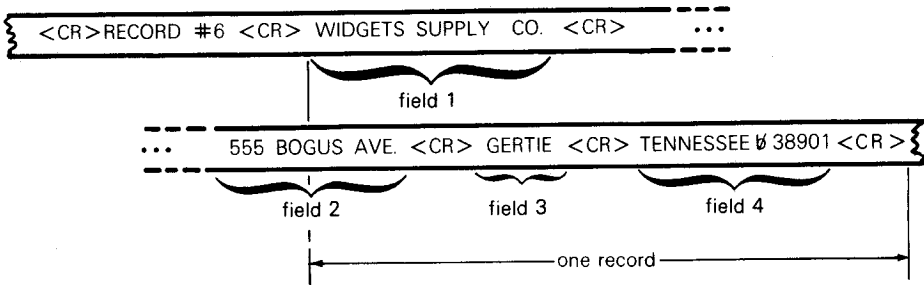 <CR>RECORD #6 <CR> WIDGETS SUPPLY CO. <CR> ...
field 1
... 555 BOGUS AVE. <CR> GERTIE <CR> TENNESSEE ␢ 38901 <CR>
field 2 field 3 field 4
one record